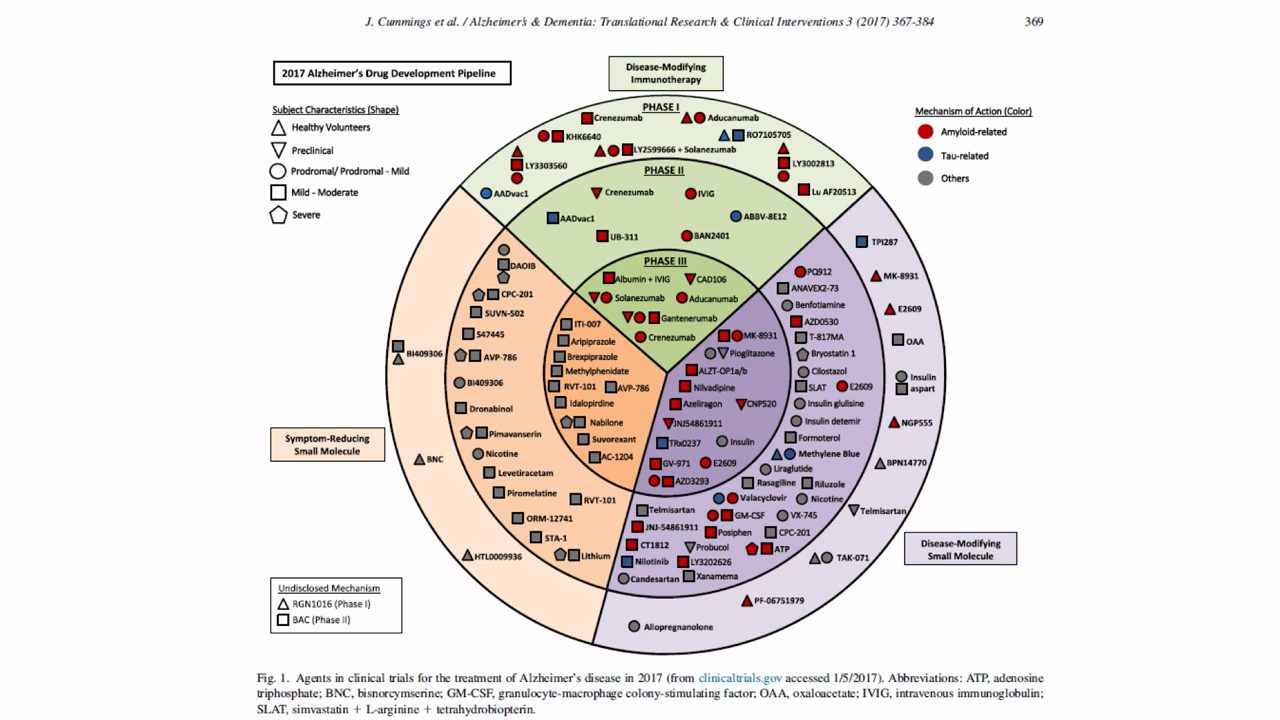 J. Cummings et al. / Alzheimer's & Dementia: Translational Research & Clinical Interventions 3 (2017) 367-384
369
2017 Alzheimer's Drug Development Pipeline
Disease-Modifying
Immunotherapy
Subject Characteristics (Shape)
Healthy Volunteers
Preclinical
Prodromal/ Prodromal - Mild
Mild - Moderate
Severe
Mechanism of Action (Color)
Amyloid-related
Tau-related
Others
PHASE I
Crenezumab
Aducanumab
KHK6640
RO7105705
LY2599666 + Solanezumab
LY3303560
LY3002813
AADvac1
Lu AF20513
PHASE II
Crenezumab
IVIG
AADvac1
ABBV-8E12
UB-311
BAN2401
PHASE III
Albumin + IVIG
CAD106
Solanezumab
Aducanumab
Gantenerumab
Crenezumab
DAOIB
CPC-201
SUVN-502
S47445
AVP-786
BI409306
Dronabinol
Pimavanserin
Nicotine
Levetiracetam
Piromelatine
RVT-101
ORM-12741
STA-1
Lithium
BI409306
BNC
HTL0009936
ITI-007
Aripiprazole
Brexpiprazole
Methylphenidate
RVT-101
AVP-786
Idalopirdine
Nabilone
Suvorexant
AC-1204
MK-8931
Pioglitazone
ALZT-OP1a/b
Nilvadipine
Azeliragon
CNP520
JNJ54861911
TRx0237
Insulin
GV-971
E2609
AZD3293
PQ912
ANAVEX2-73
Benfotiamine
AZD0530
T-817MA
Bryostatin 1
Cilostazol
SLAT
E2609
Insulin glulisine
Insulin detemir
Formoterol
Methylene Blue
Liraglutide
Rasagiline
Riluzole
Valacyclovir
Nicotine
Telmisartan
GM-CSF
VX-745
JNJ-54861911
Posiphen
CPC-201
CT1812
Probucol
ATP
Nilotinib
LY3202626
Candesartan
Xanamema
TPI287
MK-8931
E2609
OAA
Insulin
aspart
NGP555
BPN14770
Telmisartan
TAK-071
PF-06751979
Allopregnanolone
Symptom-Reducing
Small Molecule
Disease-Modifying
Small Molecule
Undisclosed Mechanism
RGN1016 (Phase I)
BAC (Phase II)
Fig. 1. Agents in clinical trials for the treatment of Alzheimer's disease in 2017 (from clinicaltrials.gov accessed 1/5/2017). Abbreviations: ATP, adenosine
triphosphate; BNC, bisnorcymserine; GM-CSF, granulocyte-macrophage colony-stimulating factor; OAA, oxaloacetate; IVIG, intravenous immunoglobulin;
SLAT, simvastatin + L-arginine + tetrahydrobiopterin.